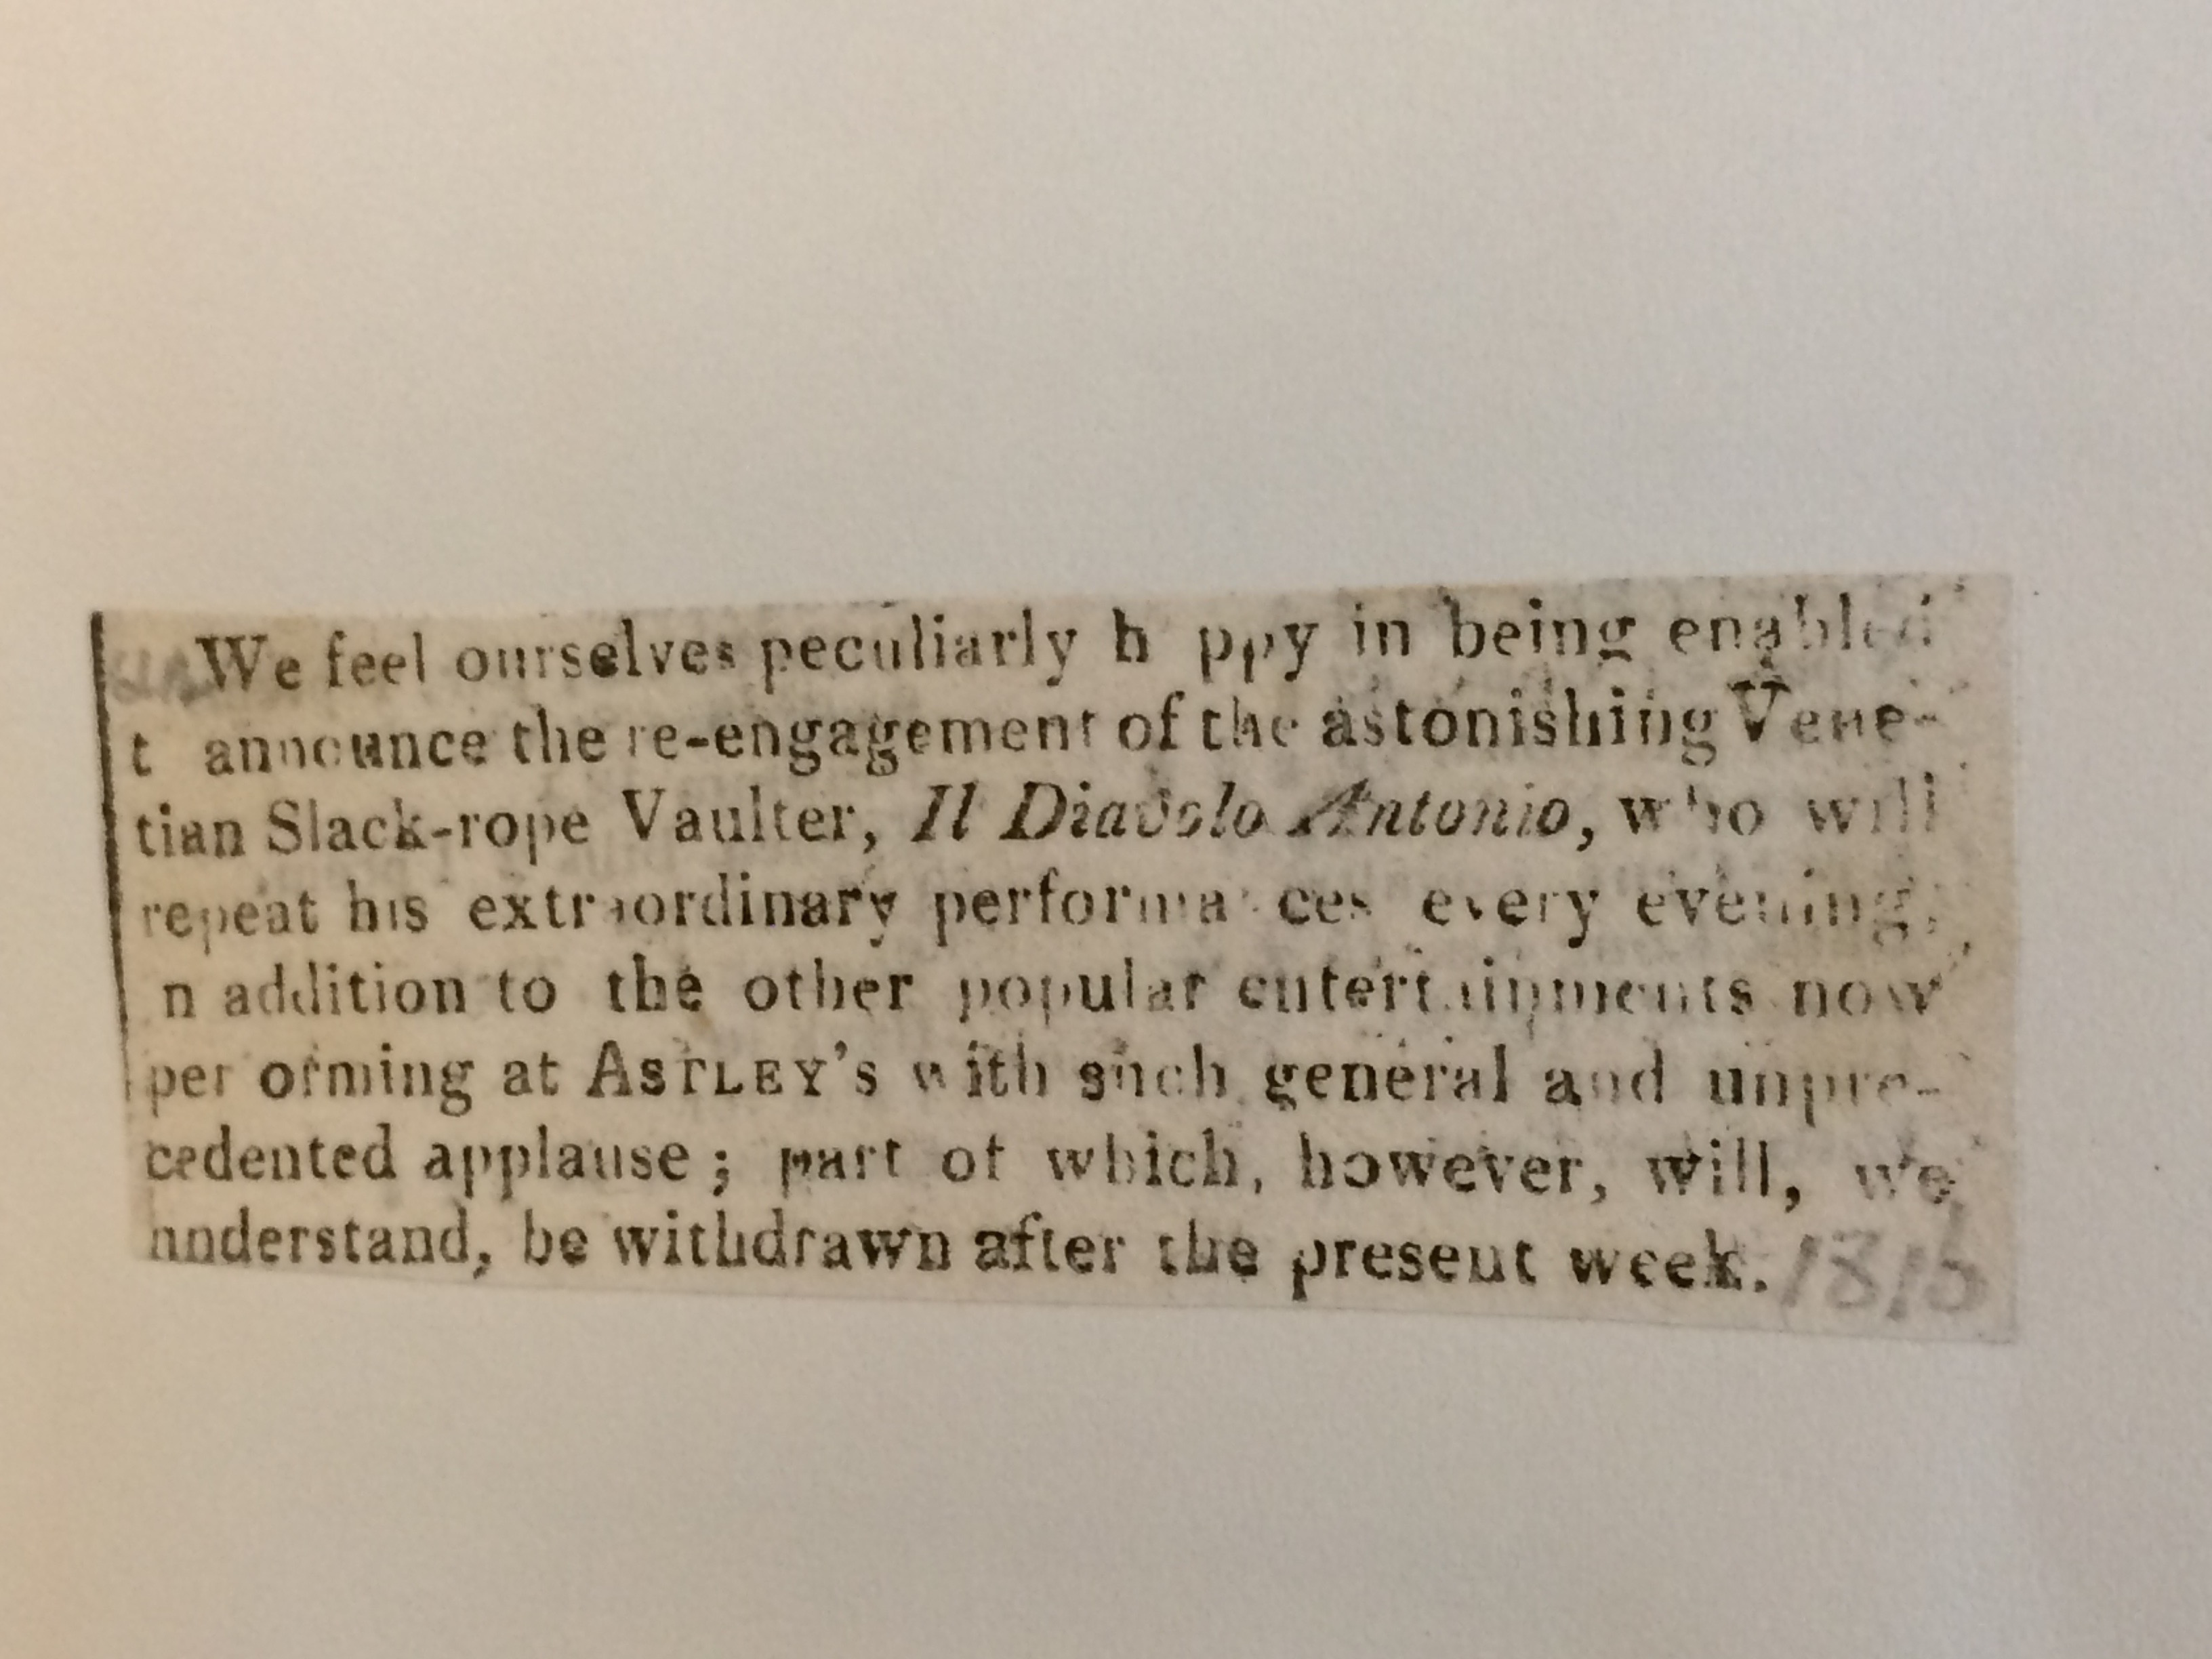 We feel ourselves peculiarly h ppy in being enabled
t announce the re-engagement of the astonishing Vene-
tian Slack-rope Vaulter, Il Diavolo Antonio, who will
repeat his extraordinary performa ces every evening,
n addition to the other popular entertainments now
per orming at ASTLEY's with such general and unpre-
cedented applause; part of which, however, will, we
understand, be withdrawn after the present week. 1816